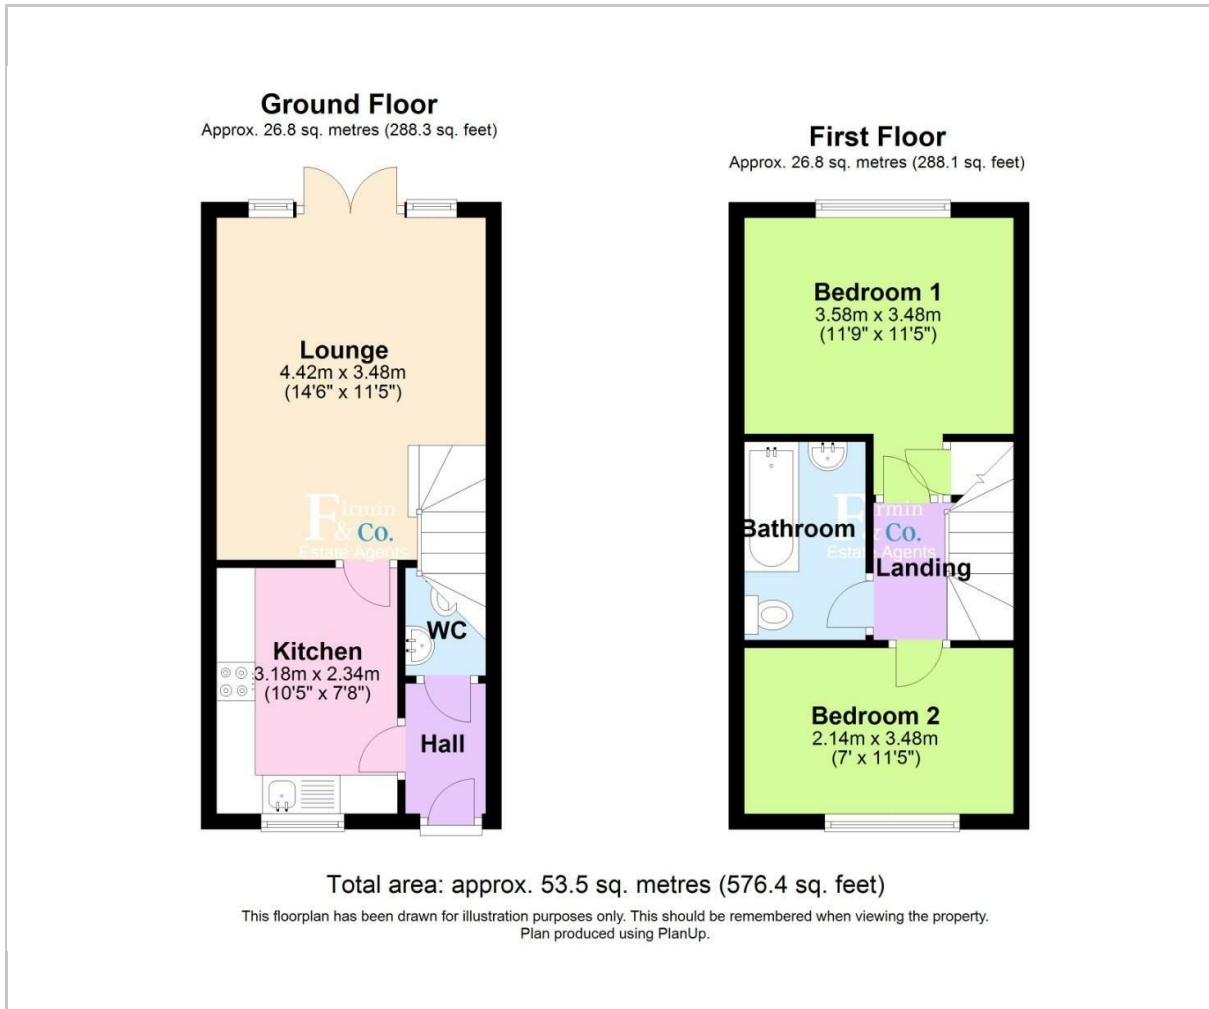 Ground Floor
Approx. 26.8 sq. metres (288.3 sq. feet)
Lounge
4.42m x 3.48m
(14'6" x 11'5")
Firmin
& Co.
Estate Agents
Kitchen
3.18m x 2.34m
(10'5" x 7'8")
WC
Hall
First Floor
Approx. 26.8 sq. metres (288.1 sq. feet)
Bedroom 1
3.58m x 3.48m
(11'9" x 11'5")
Bathroom
Firmin
& Co.
Estate Agents
Landing
Bedroom 2
2.14m x 3.48m
(7' x 11'5")
Total area: approx. 53.5 sq. metres (576.4 sq. feet)
This floorplan has been drawn for illustration purposes only. This should be remembered when viewing the property.
Plan produced using PlanUp.